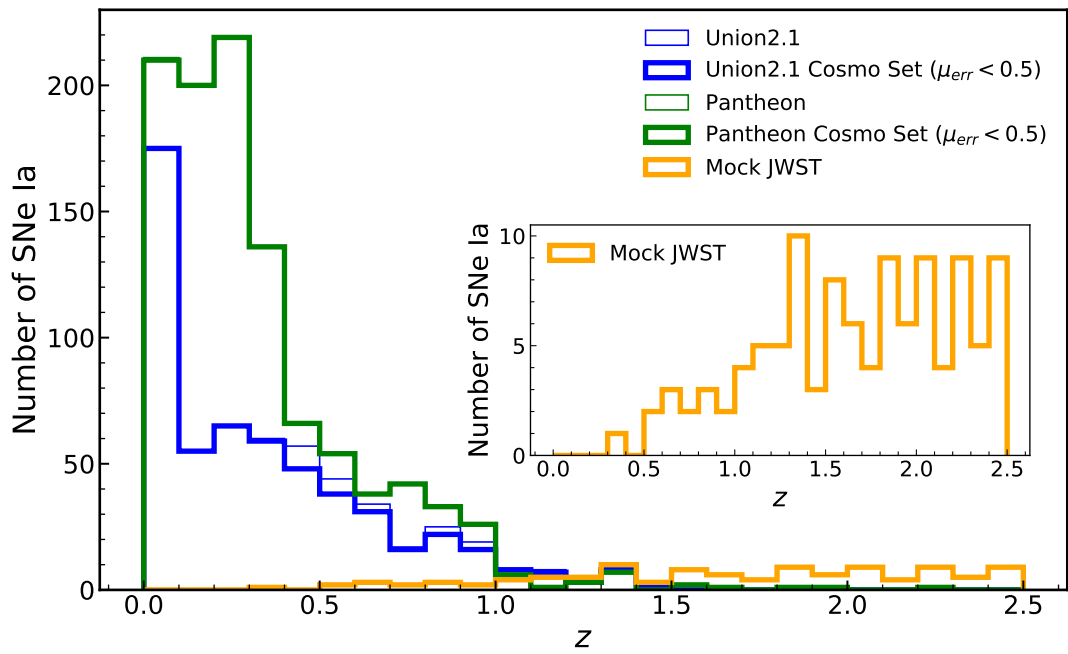 Number of SNe Ia
200
150
100
50
0
0.0 0.5 1.0 1.5 2.0 2.5
z
Union2.1
Union2.1 Cosmo Set (μerr < 0.5)
Pantheon
Pantheon Cosmo Set (μerr < 0.5)
Mock JWST
Number of SNe Ia
10
5
0
Mock JWST
0.0 0.5 1.0 1.5 2.0 2.5
z